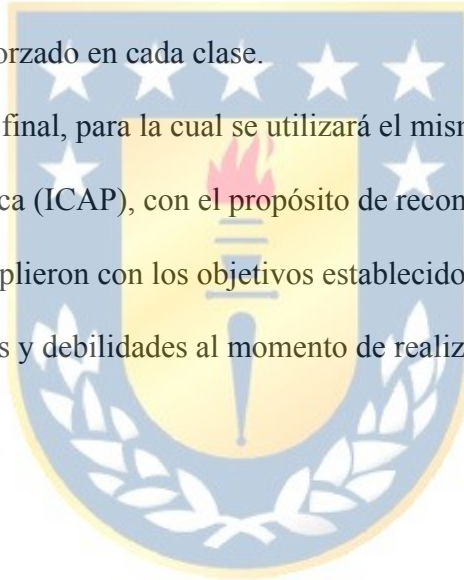 orzado en cada clase.
final, para la cual se utilizará el mism
ca (ICAP), con el propósito de recon
plieron con los objetivos establecido
s y debilidades al momento de realiz